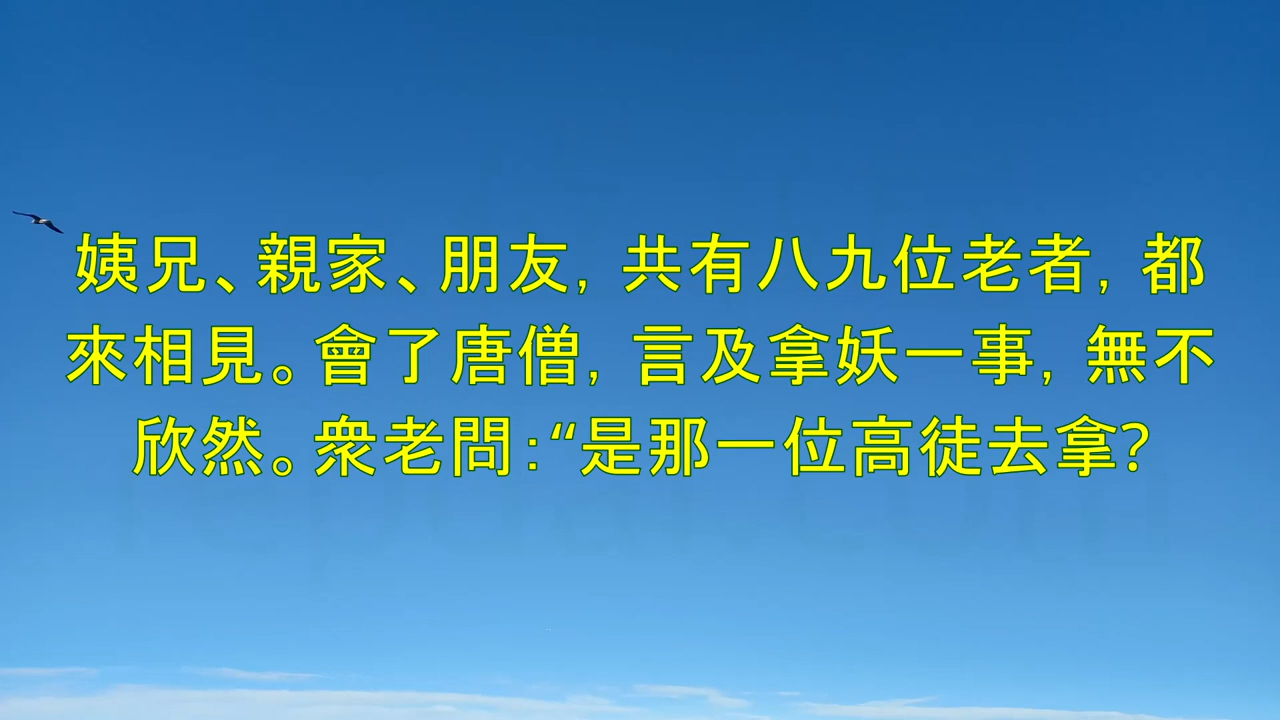 姨兄、親家、朋友, 共有八九位老者, 都
來相見。會了唐僧, 言及拿妖一事, 無不
欣然。衆老問:“是那一位高徒去拿?